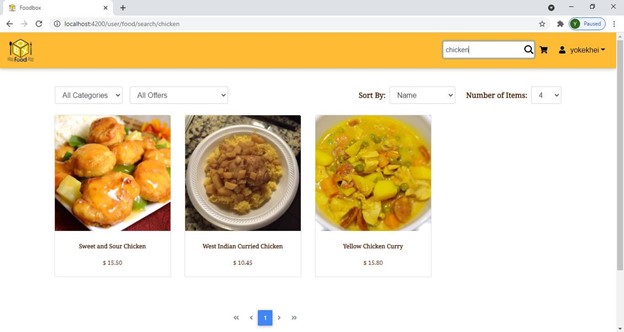 Foodbox
localhost:4200/user/food/search/chicken
Y Paused
Food
chicken
yokekhei
All Categories All Offers Sort By: Name Number of Items: 4
Sweet and Sour Chicken West Indian Curried Chicken Yellow Chicken Curry
$ 15.50 $ 10.45 $ 15.80
« ‹ 1 › »